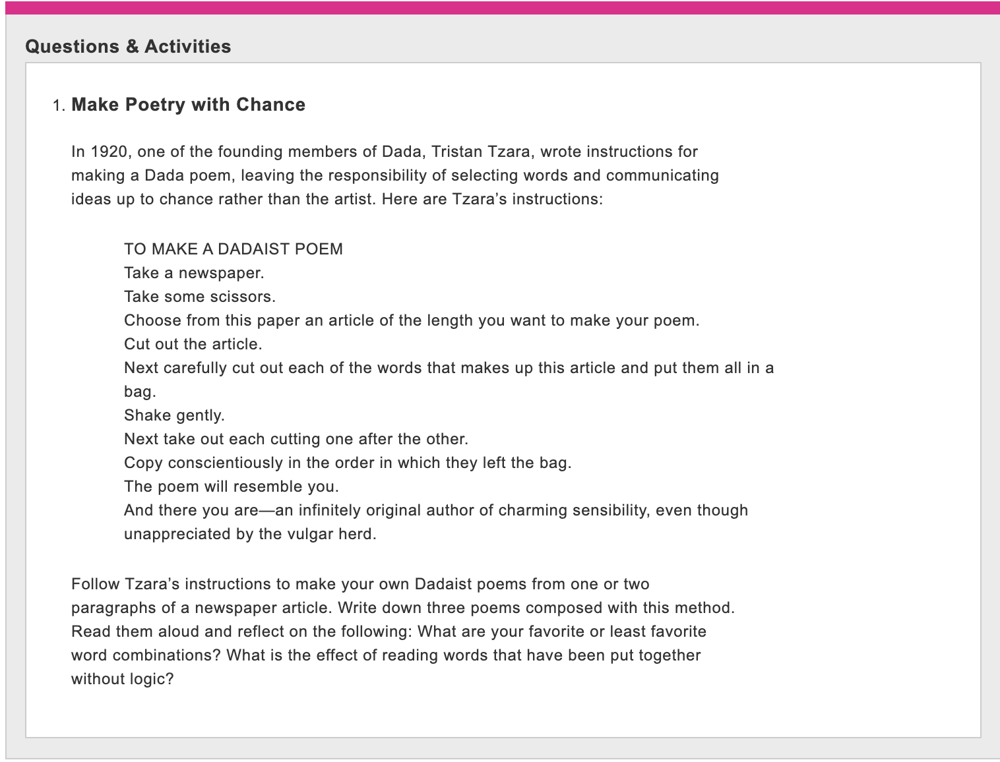 Questions & Activities
1. Make Poetry with Chance
In 1920, one of the founding members of Dada, Tristan Tzara, wrote instructions for
making a Dada poem, leaving the responsibility of selecting words and communicating
ideas up to chance rather than the artist. Here are Tzara’s instructions:
TO MAKE A DADAIST POEM
Take a newspaper.
Take some scissors.
Choose from this paper an article of the length you want to make your poem.
Cut out the article.
Next carefully cut out each of the words that makes up this article and put them all in a
bag.
Shake gently.
Next take out each cutting one after the other.
Copy conscientiously in the order in which they left the bag.
The poem will resemble you.
And there you are—an infinitely original author of charming sensibility, even though
unappreciated by the vulgar herd.
Follow Tzara’s instructions to make your own Dadaist poems from one or two
paragraphs of a newspaper article. Write down three poems composed with this method.
Read them aloud and reflect on the following: What are your favorite or least favorite
word combinations? What is the effect of reading words that have been put together
without logic?